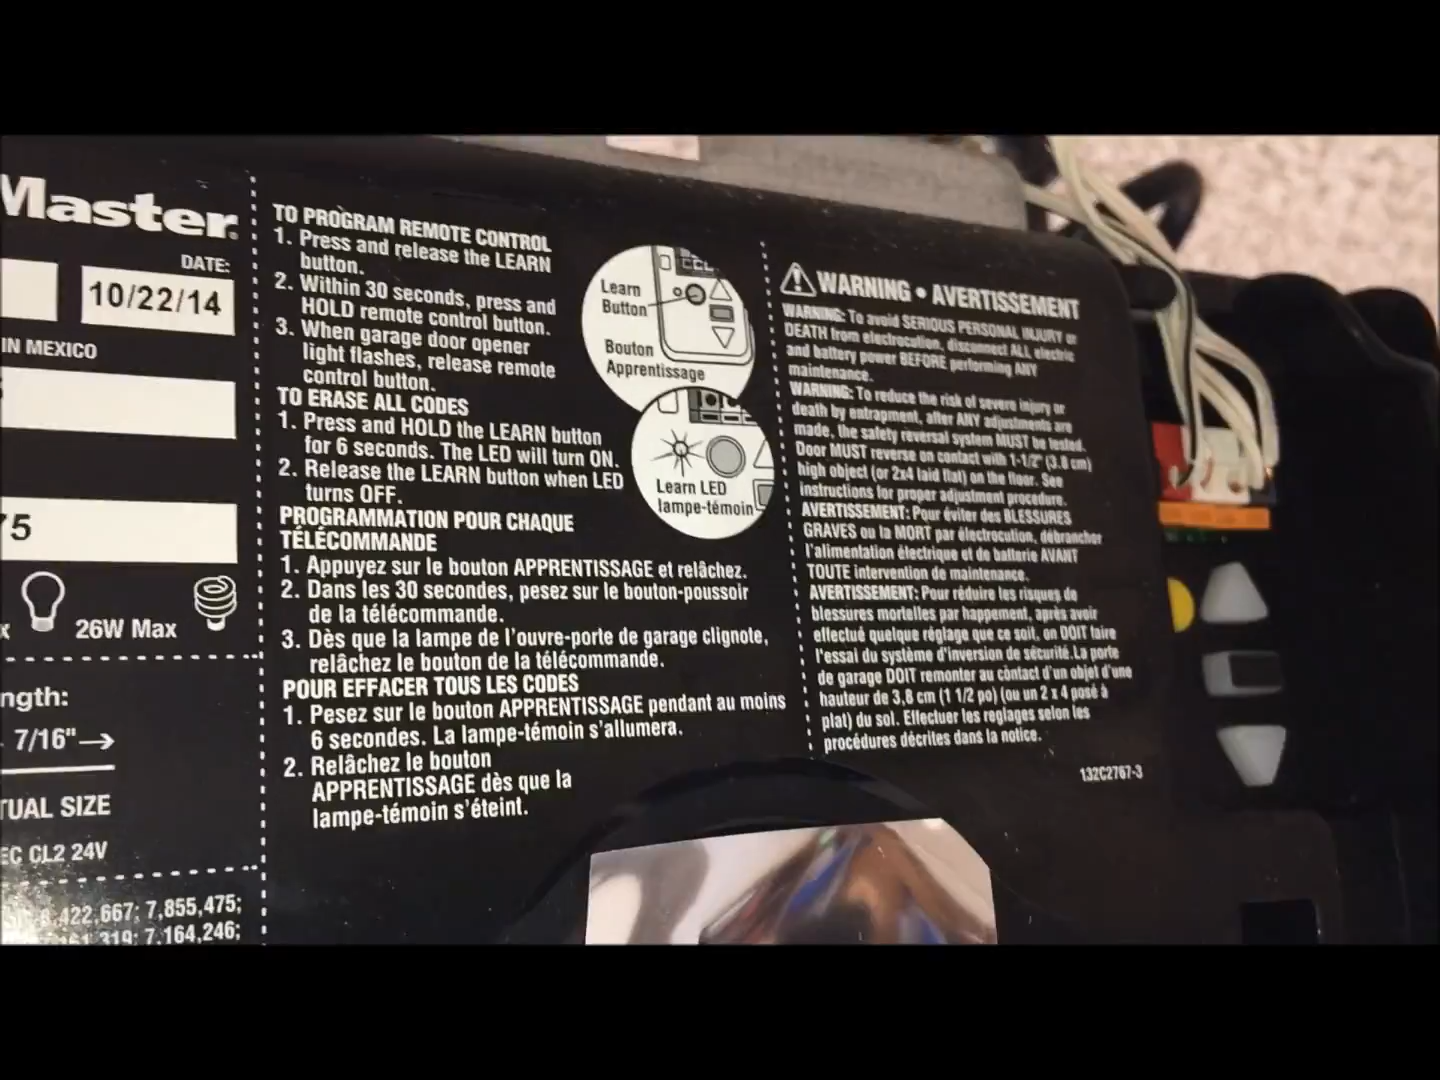 Master
DATE:
10/22/14
IN MEXICO
75
26W Max
ngth:
7/16"
TUAL SIZE
EC CL2 24V
8,422,667; 7,855,475;
7,164,246;
TO PROGRAM REMOTE CONTROL
1. Press and release the LEARN
button.
2. Within 30 seconds, press and
HOLD remote control button.
3. When garage door opener
light flashes, release remote
control button.
TO ERASE ALL CODES
1. Press and HOLD the LEARN button
for 6 seconds. The LED will turn ON.
2. Release the LEARN button when LED
turns OFF.
PROGRAMMATION POUR CHAQUE
TÉLÉCOMMANDE
1. Appuyez sur le bouton APPRENTISSAGE et relâchez.
2. Dans les 30 secondes, pesez sur le bouton-poussoir
de la télécommande.
3. Dès que la lampe de l'ouvre-porte de garage clignote,
relâchez le bouton de la télécommande.
POUR EFFACER TOUS LES CODES
1. Pesez sur le bouton APPRENTISSAGE pendant au moins
6 secondes. La lampe-témoin s'allumera.
2. Relâchez le bouton
APPRENTISSAGE dès que la
lampe-témoin s'éteint.
Learn
Button
Bouton
Apprentissage
Learn LED
lampe-témoin
WARNING • AVERTISSEMENT
WARNING: To avoid SERIOUS PERSONAL INJURY or
DEATH from electrocution, disconnect ALL electric
and battery power BEFORE performing ANY
maintenance.
WARNING: To reduce the risk of severe injury or
death by entrapment, after ANY adjustments are
made, the safety reversal system MUST be tested.
Door MUST reverse on contact with 1-1/2" (3.8 cm)
high object (or 2x4 laid flat) on the floor. See
instructions for proper adjustment procedure.
AVERTISSEMENT: Pour éviter des BLESSURES
GRAVES ou la MORT par électrocution, débrancher
l'alimentation électrique et de batterie AVANT
TOUTE intervention de maintenance.
AVERTISSEMENT: Pour réduire les risques de
blessures mortelles par happement, après avoir
effectué quelque réglage que ce soit, on DOIT faire
l'essai du système d'inversion de sécurité. La porte
de garage DOIT remonter au contact d'un objet d'une
hauteur de 3,8 cm (1 1/2 po) (ou un 2 x 4 posé à
plat) du sol. Effectuer les reglages selon les
procédures décrites dans la notice.
132C2767-3